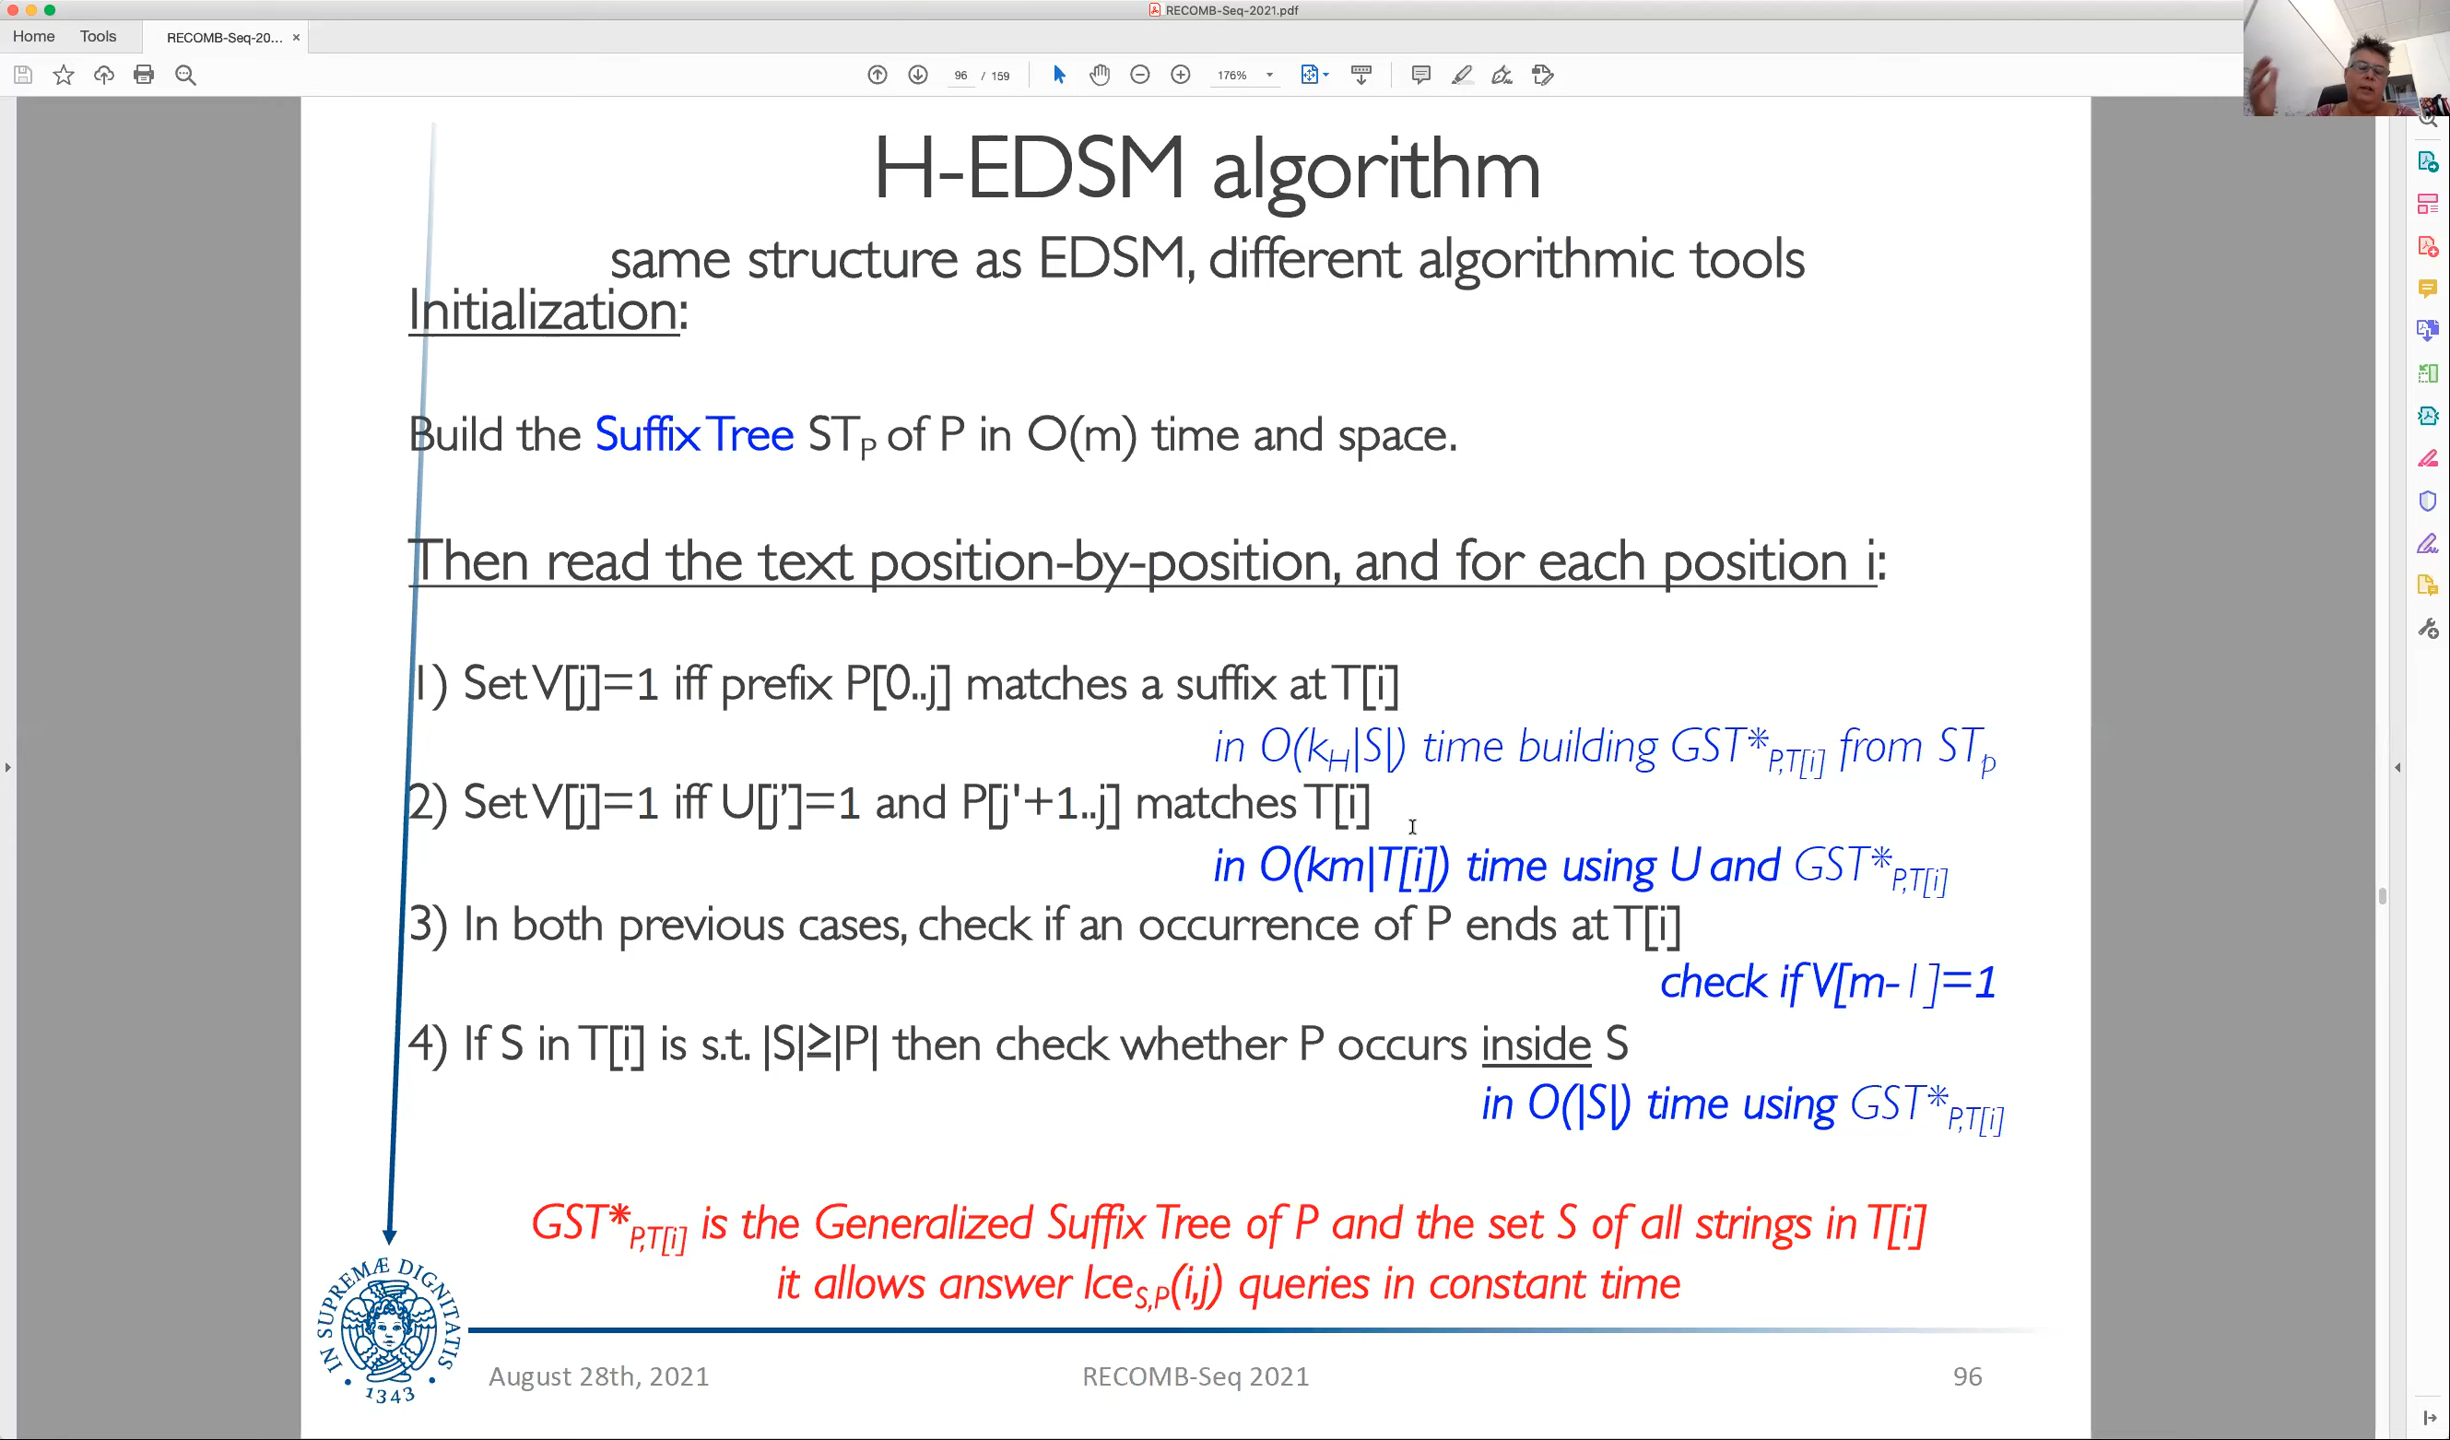 RECOMB-Seq-2021.pdf
Home Tools RECOMB-Seq-20... ×
96 / 159 176%
H-EDSM algorithm
same structure as EDSM, different algorithmic tools
Initialization:
Build the Suffix Tree STP of P in O(m) time and space.
Then read the text position-by-position, and for each position i:
1) Set V[j]=1 iff prefix P[0..j] matches a suffix at T[i]
in O(kH|S|) time building GST*P,T[i] from STp
2) Set V[j]=1 iff U[j']=1 and P[j'+1..j] matches T[i]
in O(km|T[i]) time using U and GST*P,T[i]
3) In both previous cases, check if an occurrence of P ends at T[i]
check if V[m-1]=1
4) If S in T[i] is s.t. |S|≥|P| then check whether P occurs inside S
in O(|S|) time using GST*P,T[i]
GST*P,T[i] is the Generalized Suffix Tree of P and the set S of all strings in T[i]
it allows answer lceS,P(i,j) queries in constant time
IN SUPREMÆ DIGNITATIS
• 1343 •
August 28th, 2021 RECOMB-Seq 2021 96